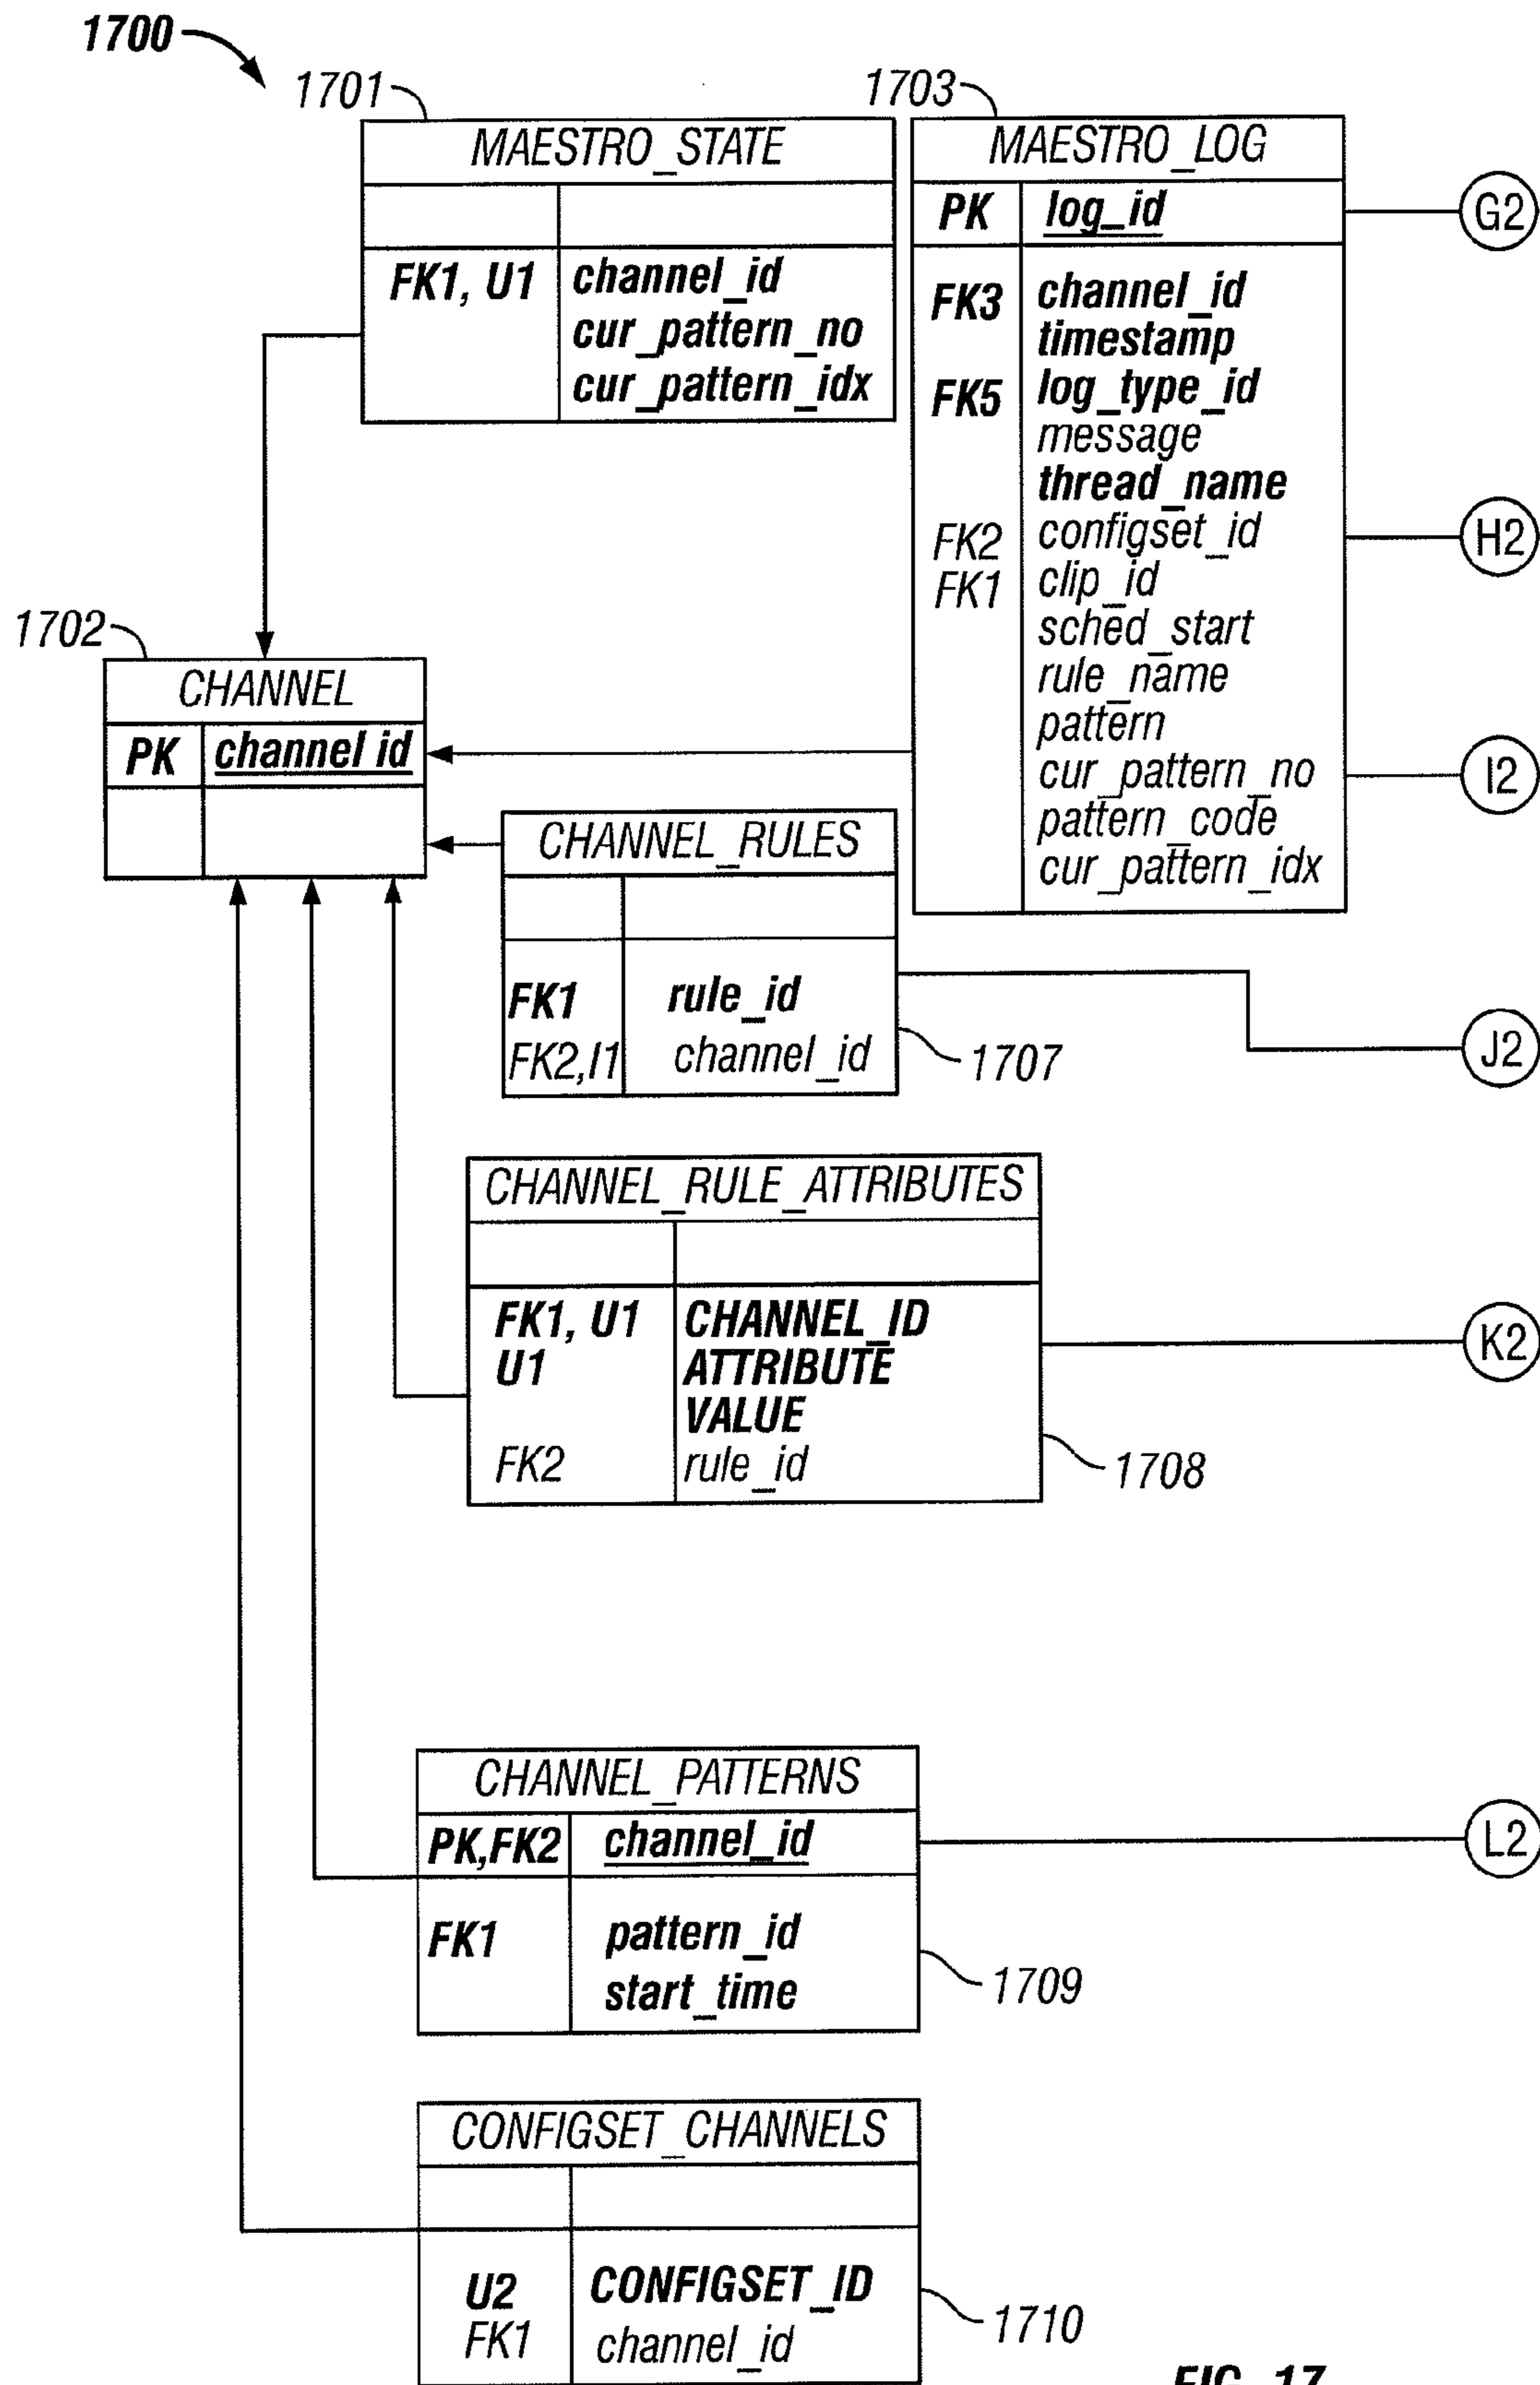 1700
1701
MAESTRO_STATE
FK1, U1 channel_id
cur_pattern_no
cur_pattern_idx
1703
MAESTRO_LOG
PK log_id
FK3 channel_id
timestamp
FK5 log_type_id
message
thread_name
FK2 configset_id
FK1 clip_id
sched_start
rule_name
pattern
cur_pattern_no
pattern_code
cur_pattern_idx
G2
H2
I2
1702
CHANNEL
PK channel id
CHANNEL_RULES
FK1 rule_id
FK2,I1 channel_id
1707
J2
CHANNEL_RULE_ATTRIBUTES
FK1, U1 CHANNEL_ID
U1 ATTRIBUTE
VALUE
FK2 rule_id
1708
K2
CHANNEL_PATTERNS
PK,FK2 channel_id
FK1 pattern_id
start_time
1709
L2
CONFIGSET_CHANNELS
U2 CONFIGSET_ID
FK1 channel_id
1710
FIG. 17